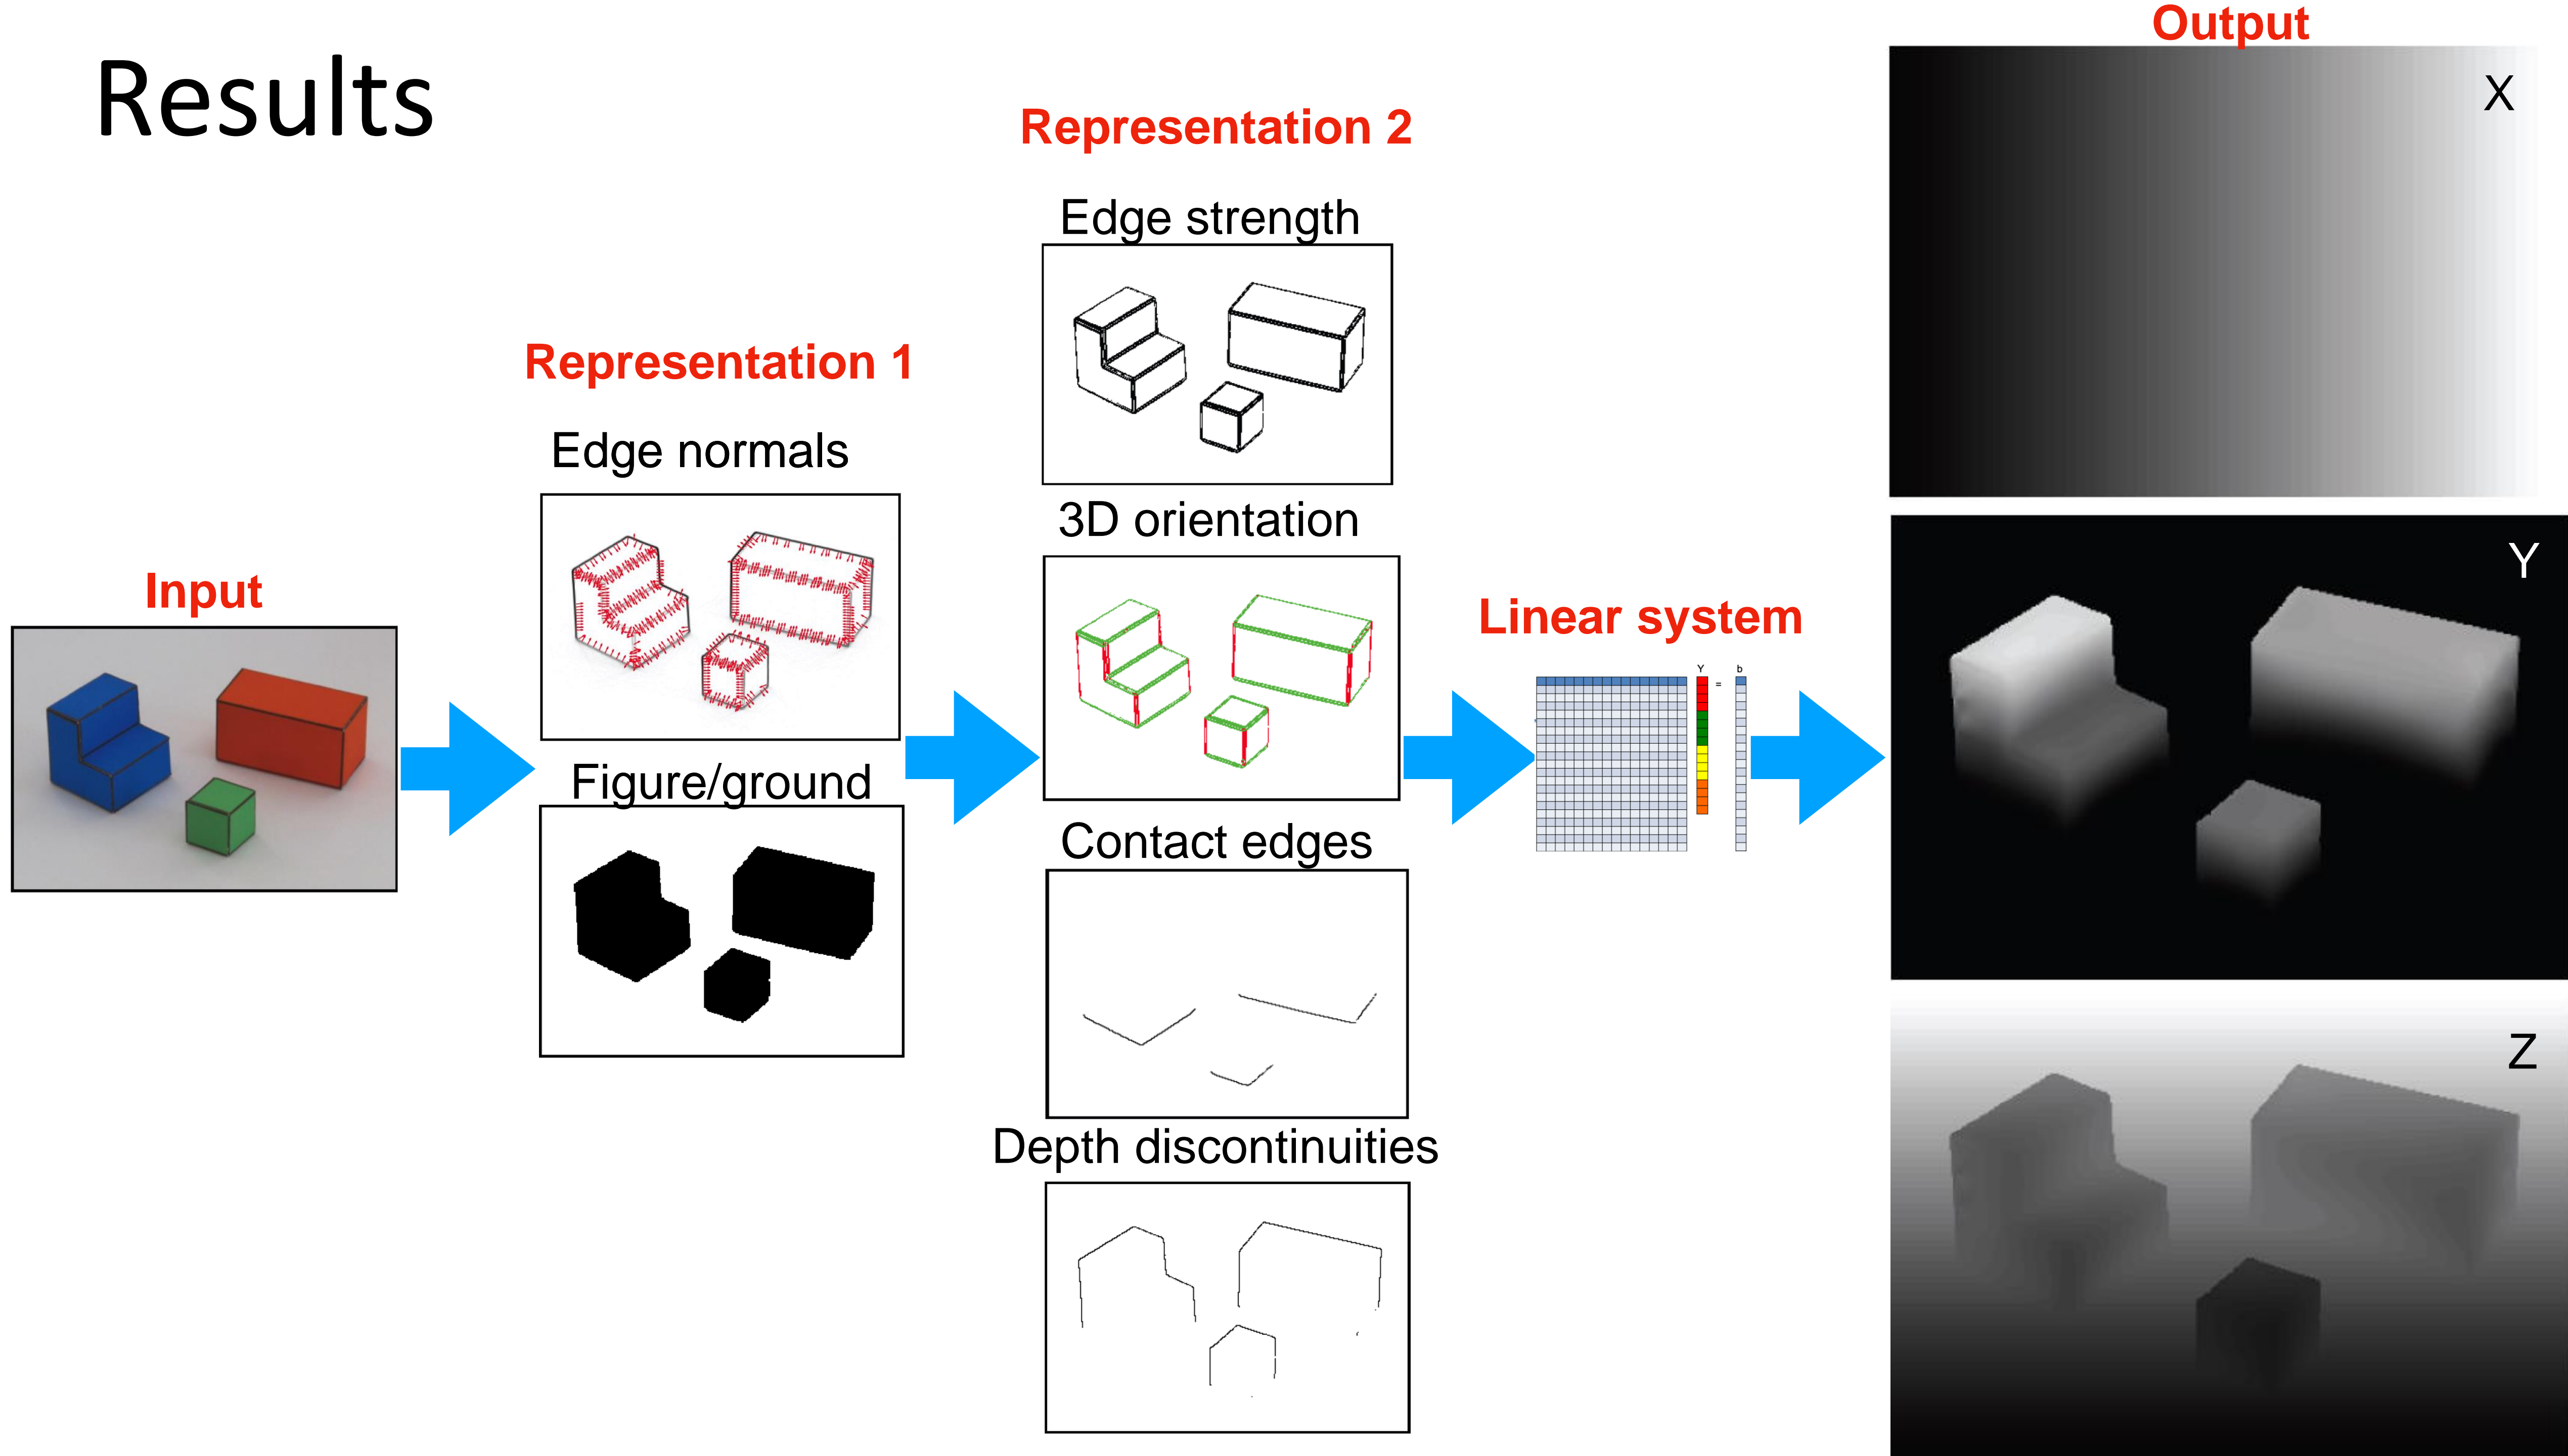 Results
Input
Representation 1
Edge normals
Figure/ground
Representation 2
Edge strength
3D orientation
Contact edges
Depth discontinuities
Linear system
Y
=
b
Output
X
Y
Z